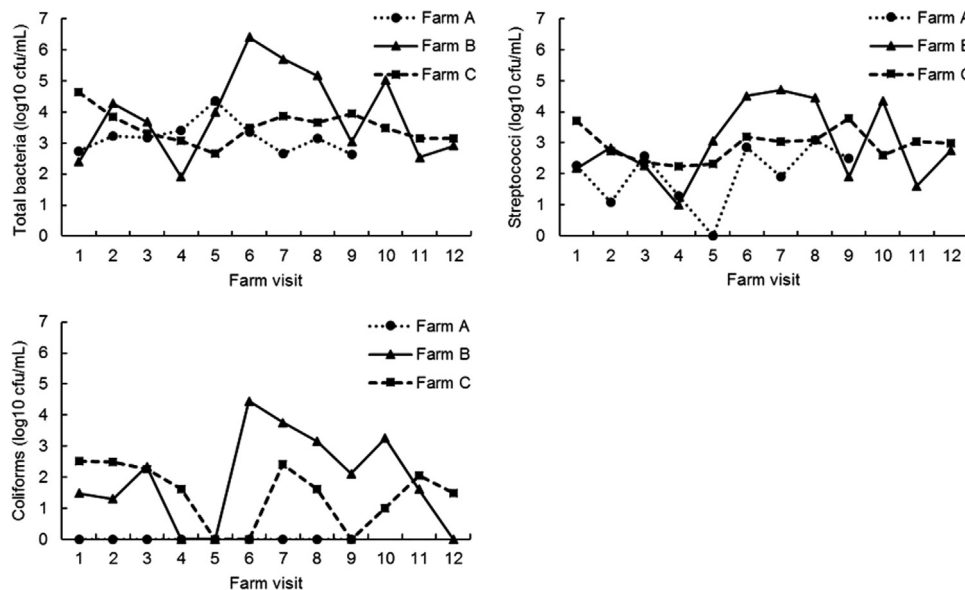 Total bacteria (log10 cfu/mL)
7
6
5
4
3
2
1
0
1 2 3 4 5 6 7 8 9 10 11 12
Farm visit
Farm A
Farm B
Farm C
Streptococci (log10 cfu/mL)
7
6
5
4
3
2
1
0
1 2 3 4 5 6 7 8 9 10 11 12
Farm visit
Farm A
Farm
Farm
Coliforms (log10 cfu/mL)
7
6
5
4
3
2
1
0
1 2 3 4 5 6 7 8 9 10 11 12
Farm visit
Farm A
Farm B
Farm C